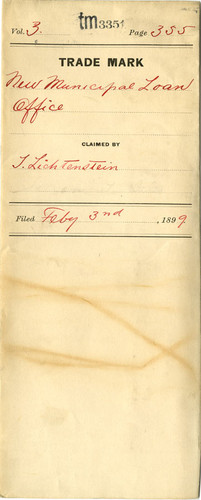 tm3351
Vol. 3. Page 355
TRADE MARK
New Municipal Loan
Office
CLAIMED BY
I. Lichtenstein
Filed Feby 3rd, 1899